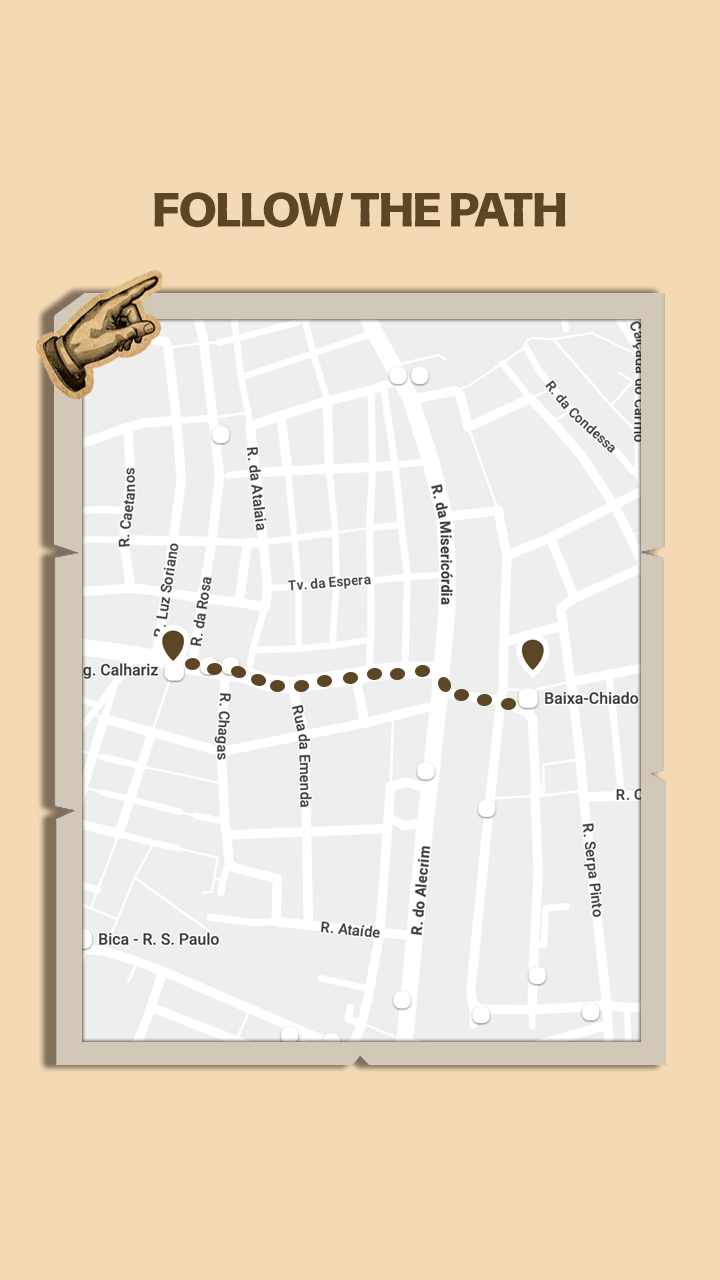 FOLLOW THE PATH
Calçada do Carmo
R. da Condessa
R. da Atalaia
R. Caetanos
R. da Misericórdia
R. Luz Soriano
R. da Rosa
Tv. da Espera
g. Calhariz
Baixa-Chiado
R. Chagas
Rua da Emenda
R. C
R. Serpa Pinto
R. do Alecrim
R. Ataíde
Bica - R. S. Paulo